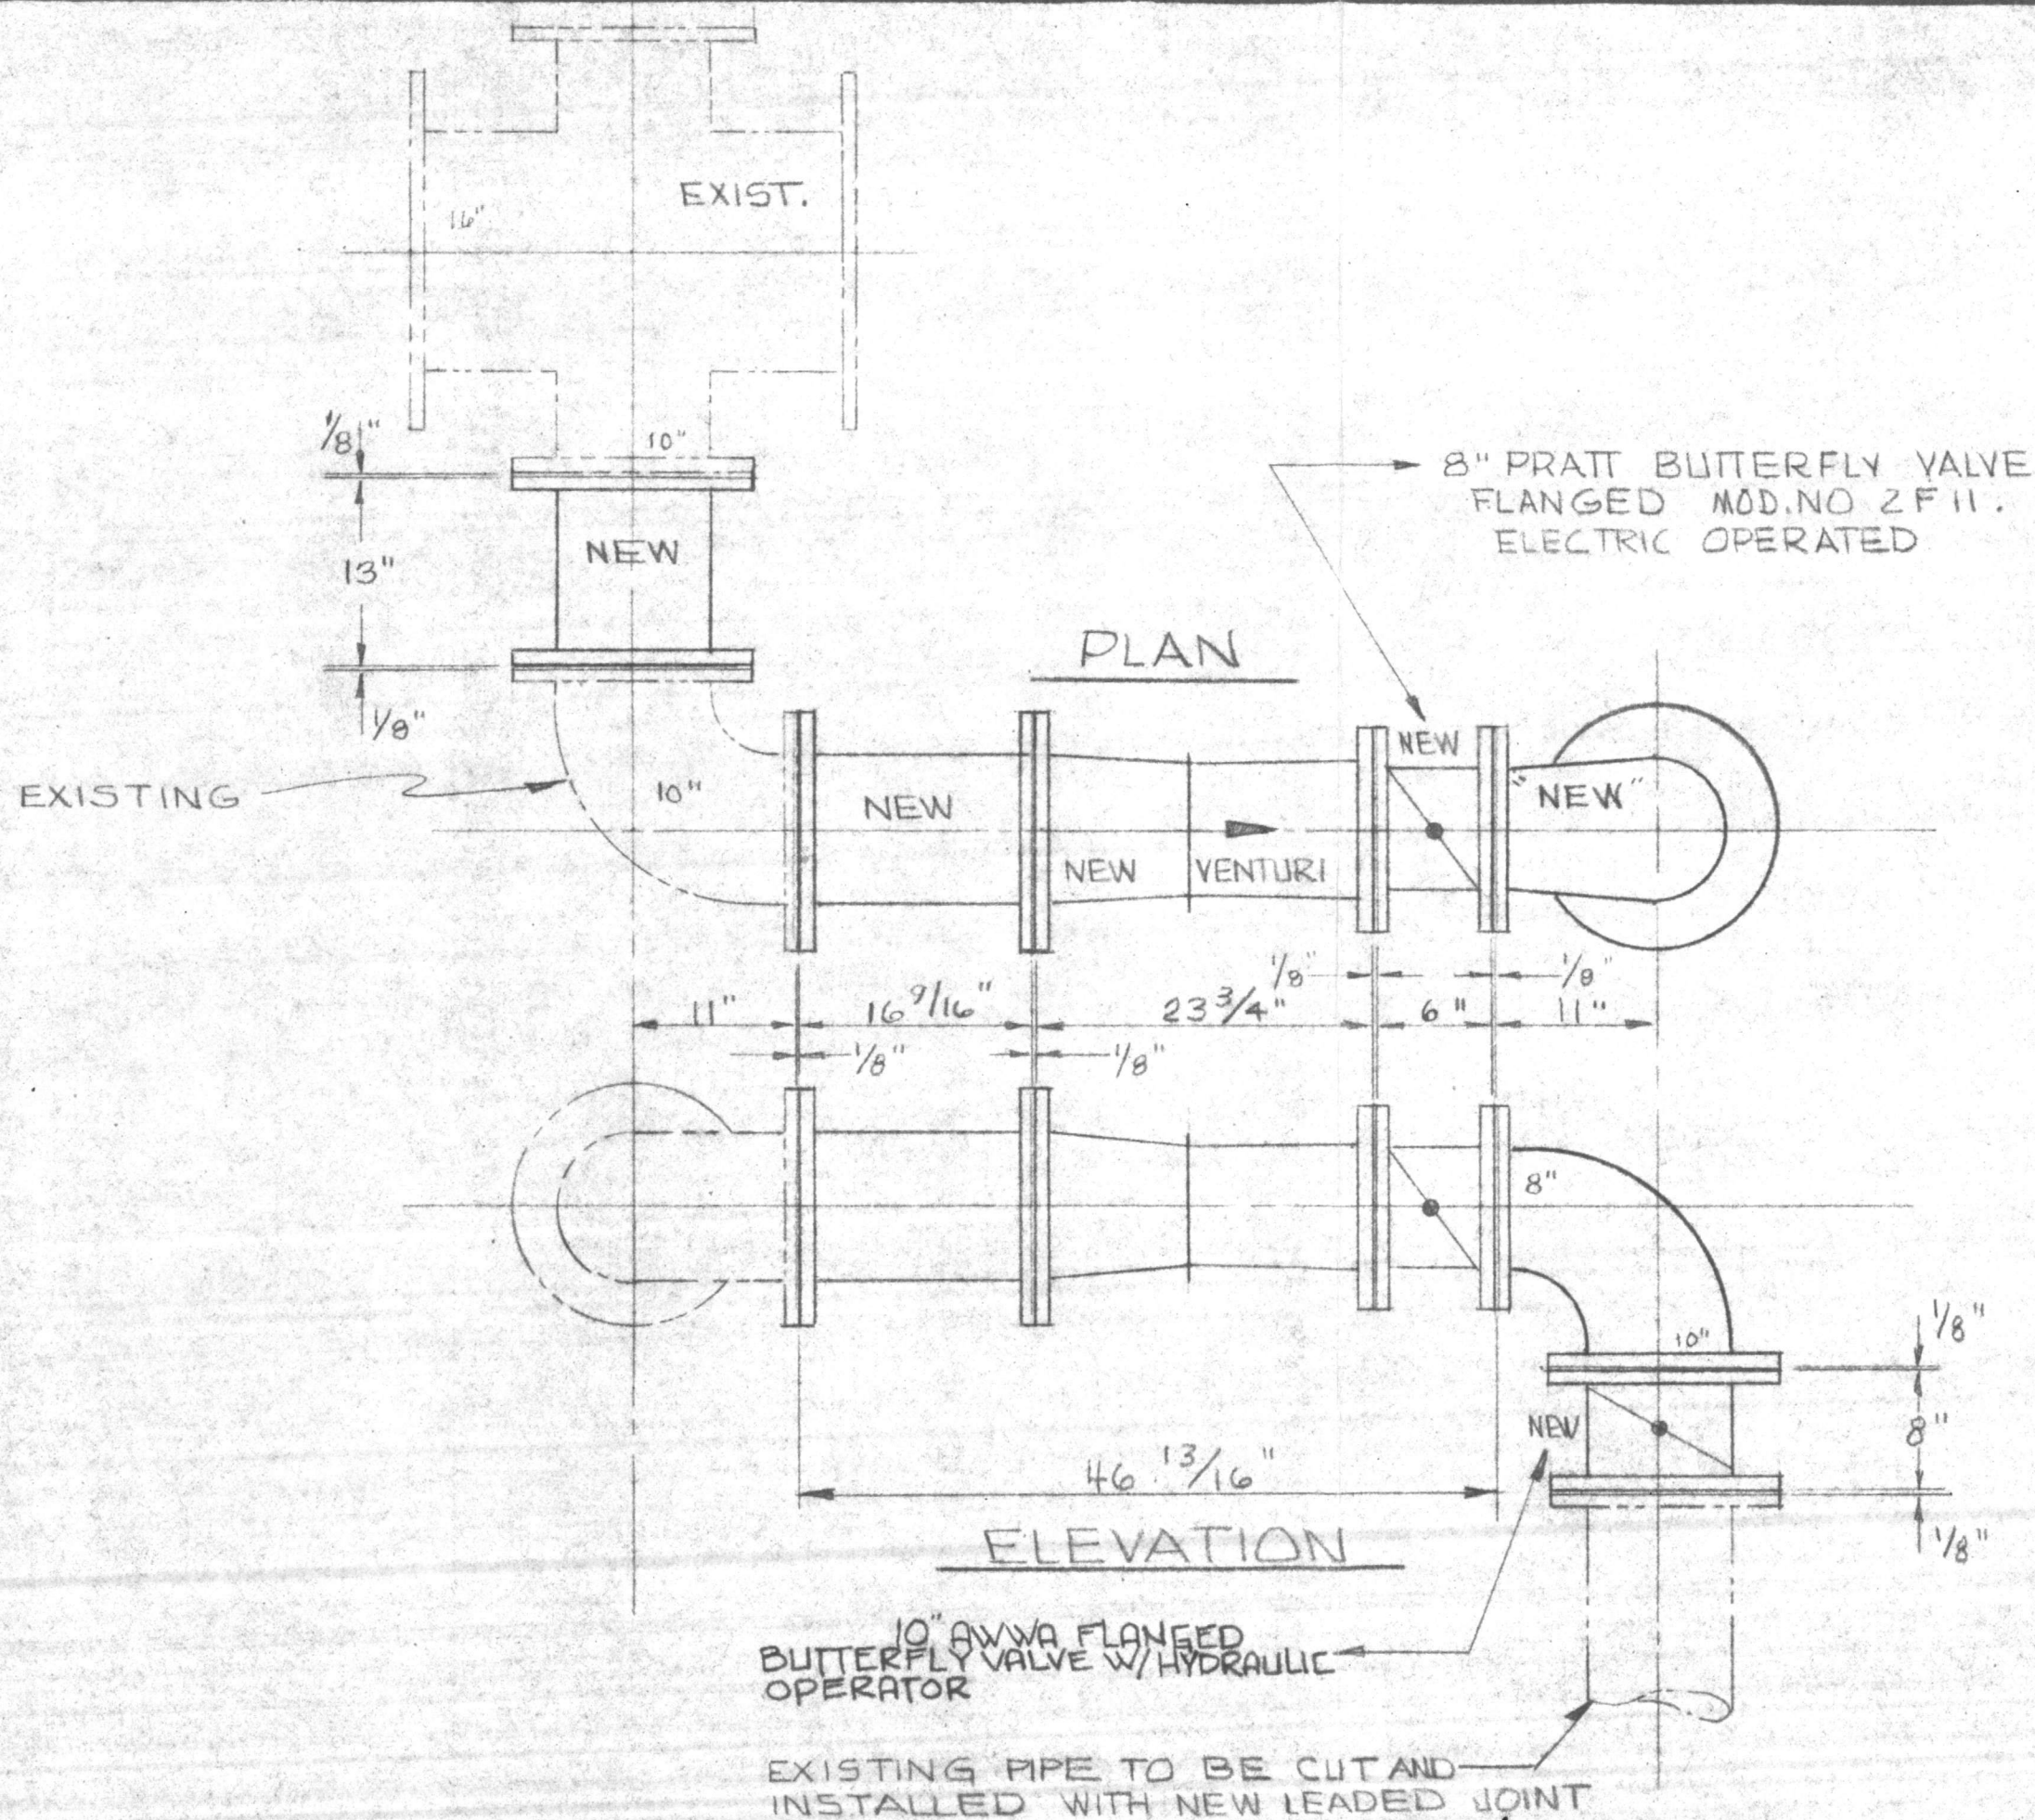 EXIST.
16"
1/8"
10"
8" PRATT BUTTERFLY VALVE
FLANGED MOD.NO 2F11.
ELECTRIC OPERATED
NEW
13"
PLAN
1/8"
NEW
EXISTING
10"
NEW
"NEW"
NEW
VENTURI
1/8"
1/8"
11"
16 9/16"
23 3/4"
6"
11"
1/8"
1/8"
8"
1/8"
10"
NEW
8"
46 13/16"
ELEVATION
1/8"
10" AWWA FLANGED
BUTTERFLY VALVE W/HYDRAULIC
OPERATOR
EXISTING PIPE TO BE CUT AND
INSTALLED WITH NEW LEADED JOINT